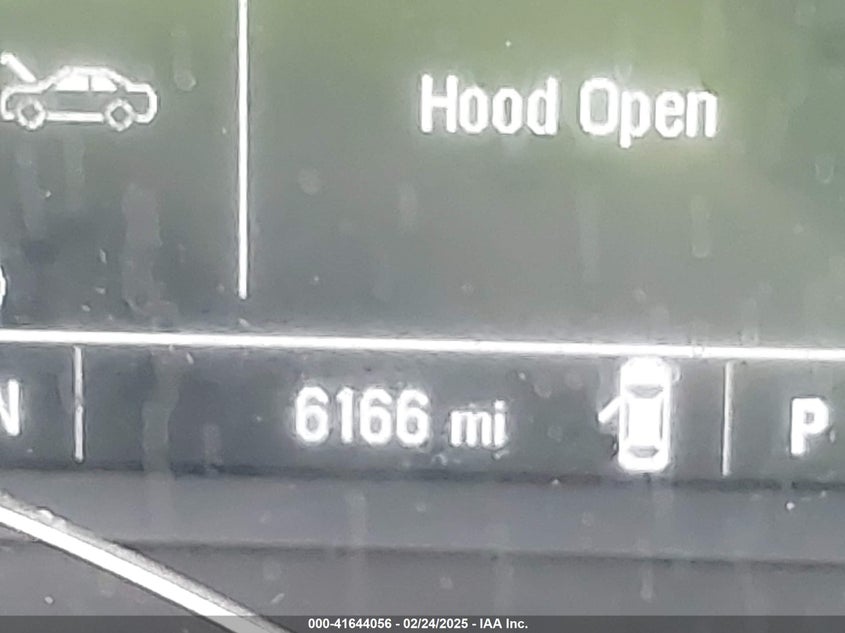 Hood Open
N
6166 mi
P
000-41644056 - 02/24/2025 - IAA Inc.